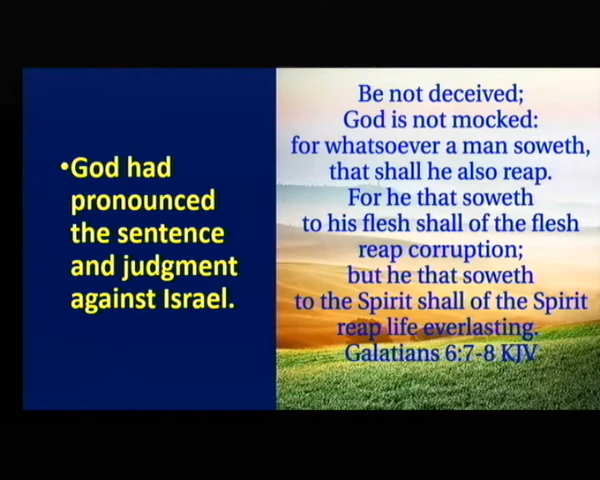 •God had
pronounced
the sentence
and judgment
against Israel.
Be not deceived;
God is not mocked:
for whatsoever a man soweth,
that shall he also reap.
For he that soweth
to his flesh shall of the flesh
reap corruption;
but he that soweth
to the Spirit shall of the Spirit
reap life everlasting.
Galatians 6:7-8 KJV